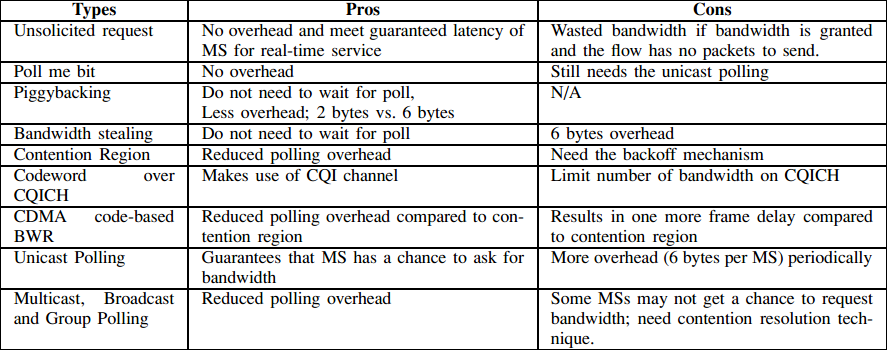 Types Pros Cons
Unsolicited request No overhead and meet guaranteed latency of Wasted bandwidth if bandwidth is granted
MS for real-time service and the flow has no packets to send.
Poll me bit No overhead Still needs the unicast polling
Piggybacking Do not need to wait for poll, N/A
Less overhead; 2 bytes vs. 6 bytes
Bandwidth stealing Do not need to wait for poll 6 bytes overhead
Contention Region Reduced polling overhead Need the backoff mechanism
Codeword over Makes use of CQI channel Limit number of bandwidth on CQICH
CQICH
CDMA code-based Reduced polling overhead compared to con- Results in one more frame delay compared
BWR tention region to contention region
Unicast Polling Guarantees that MS has a chance to ask for More overhead (6 bytes per MS) periodically
bandwidth
Multicast, Broadcast Reduced polling overhead Some MSs may not get a chance to request
and Group Polling bandwidth; need contention resolution tech-
nique.